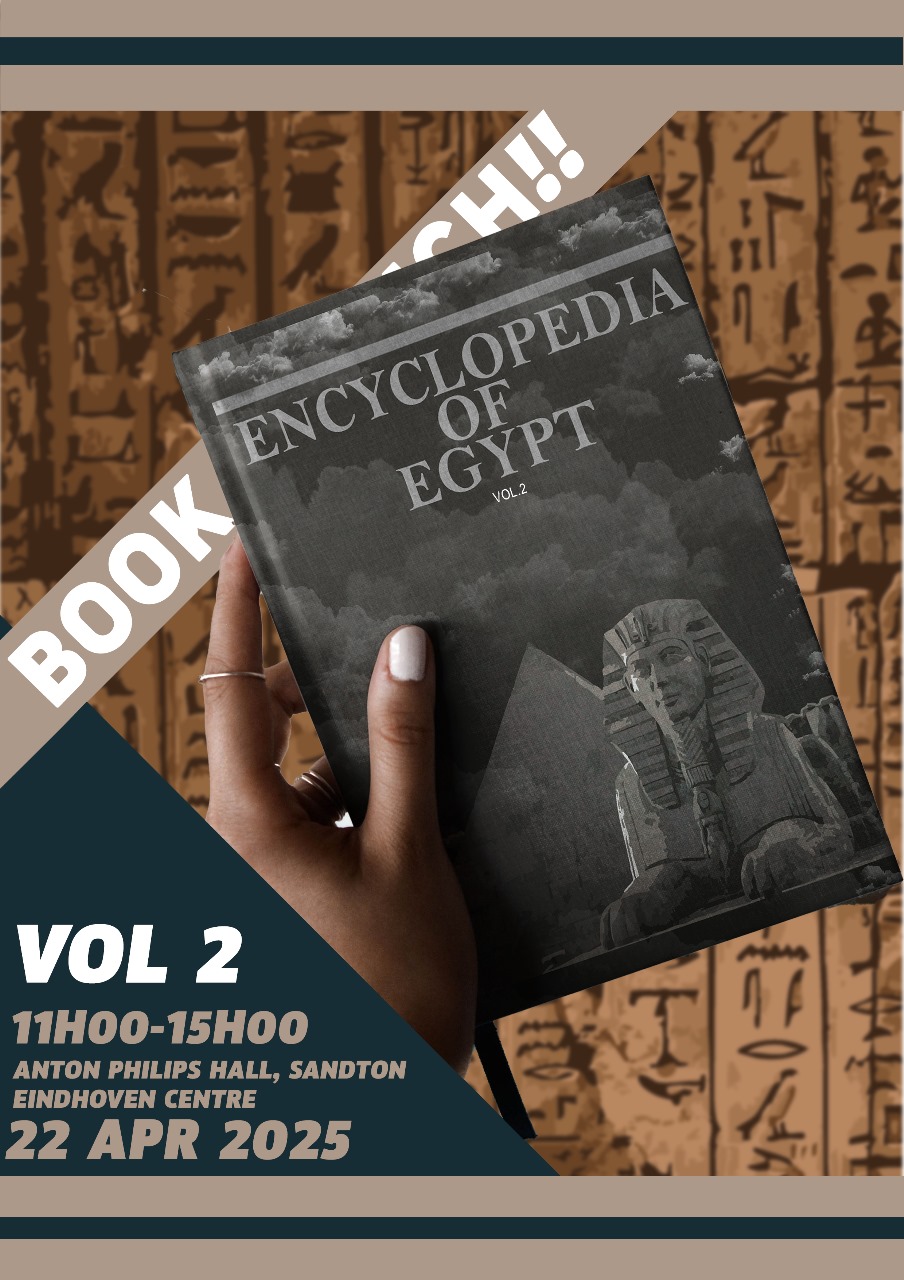 BOOK
ENCYCLOPEDIA
OF
EGYPT
VOL.2
VOL 2
11H00-15H00
ANTON PHILIPS HALL, SANDTON
EINDHOVEN CENTRE
22 APR 2025